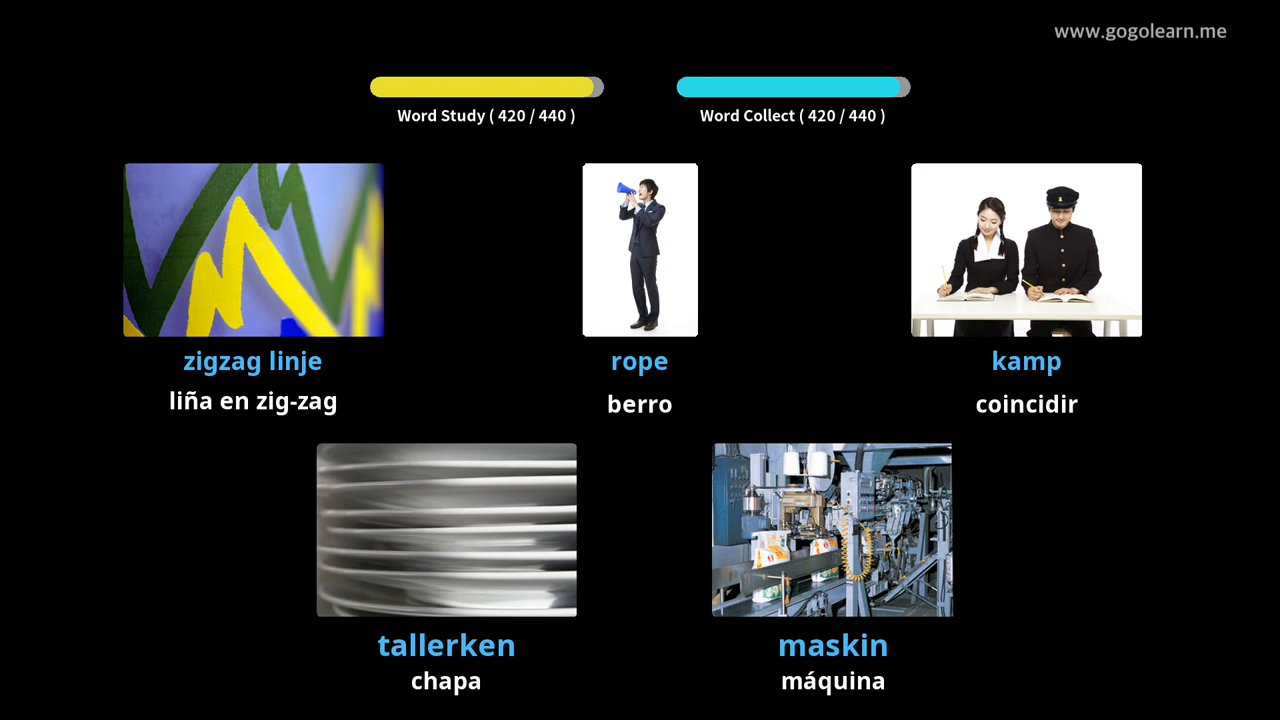 www.gogolearn.me
Word Study ( 420 / 440 )
Word Collect ( 420 / 440 )
zigzag linje
liña en zig-zag
rope
berro
kamp
coincidir
tallerken
chapa
maskin
máquina